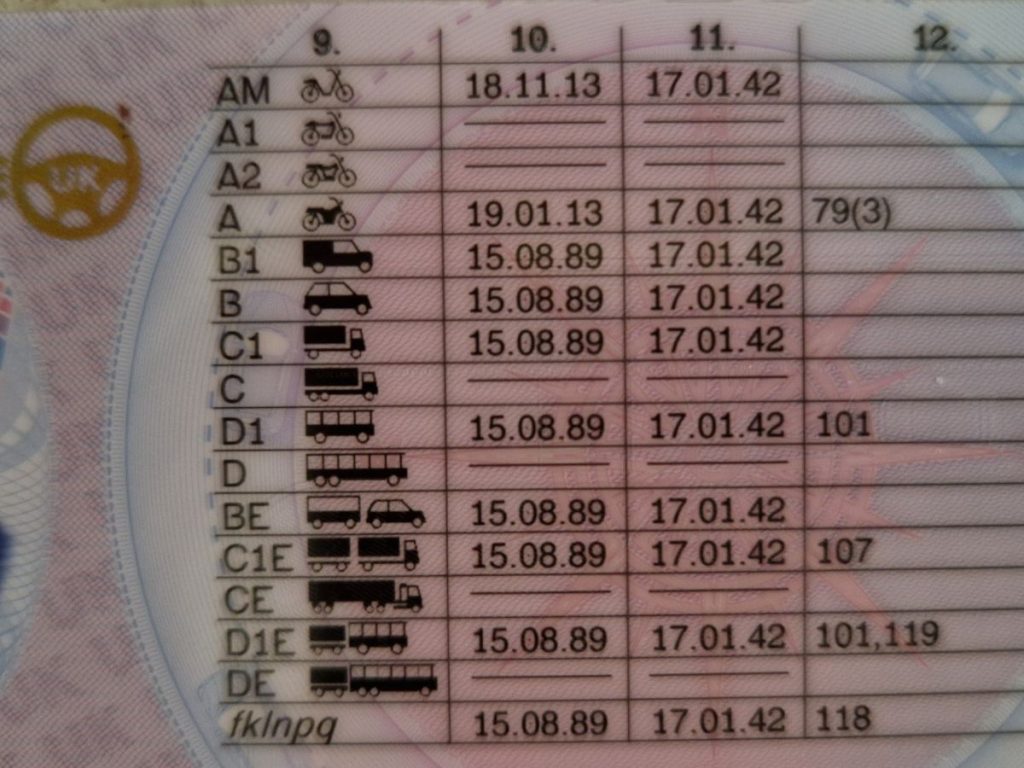 9. 10. 11. 12.
AM 18.11.13 17.01.42
A1
A2
UK
A 19.01.13 17.01.42 79(3)
B1 15.08.89 17.01.42
B 15.08.89 17.01.42
C1 15.08.89 17.01.42
C
D1 15.08.89 17.01.42 101
D
BE 15.08.89 17.01.42
C1E 15.08.89 17.01.42 107
CE
D1E 15.08.89 17.01.42 101,119
DE
fklnpq 15.08.89 17.01.42 118